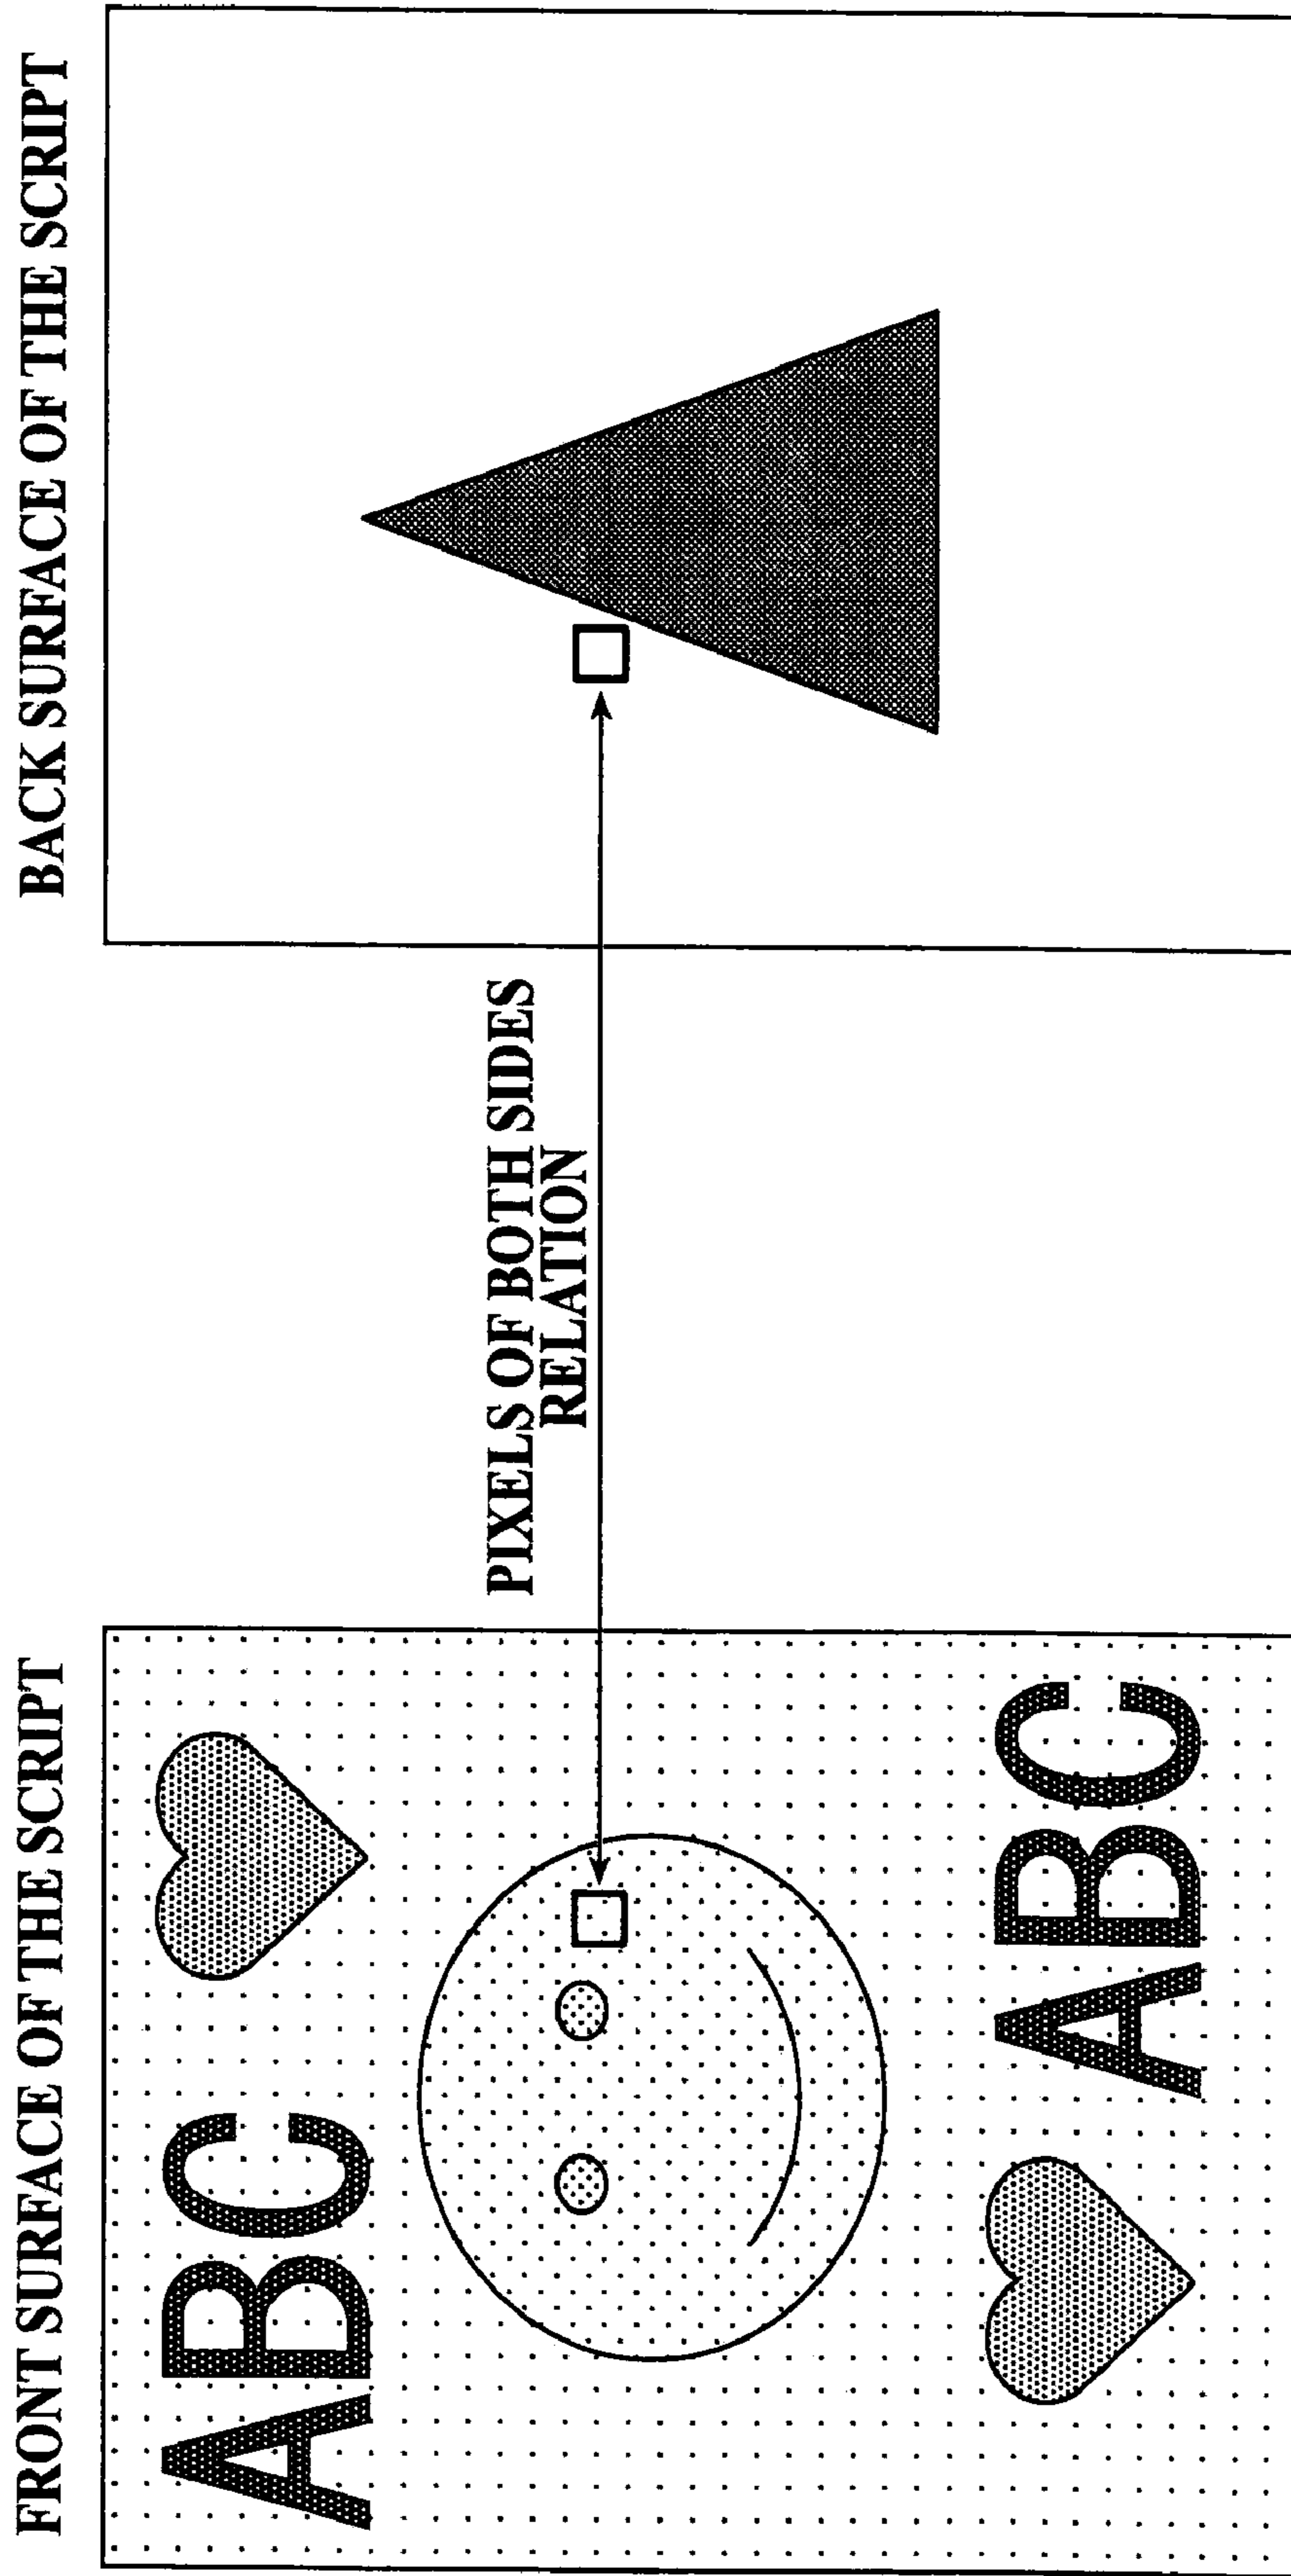 FRONT SURFACE OF THE SCRIPT
ABC
ABC
PIXELS OF BOTH SIDES
RELATION
BACK SURFACE OF THE SCRIPT